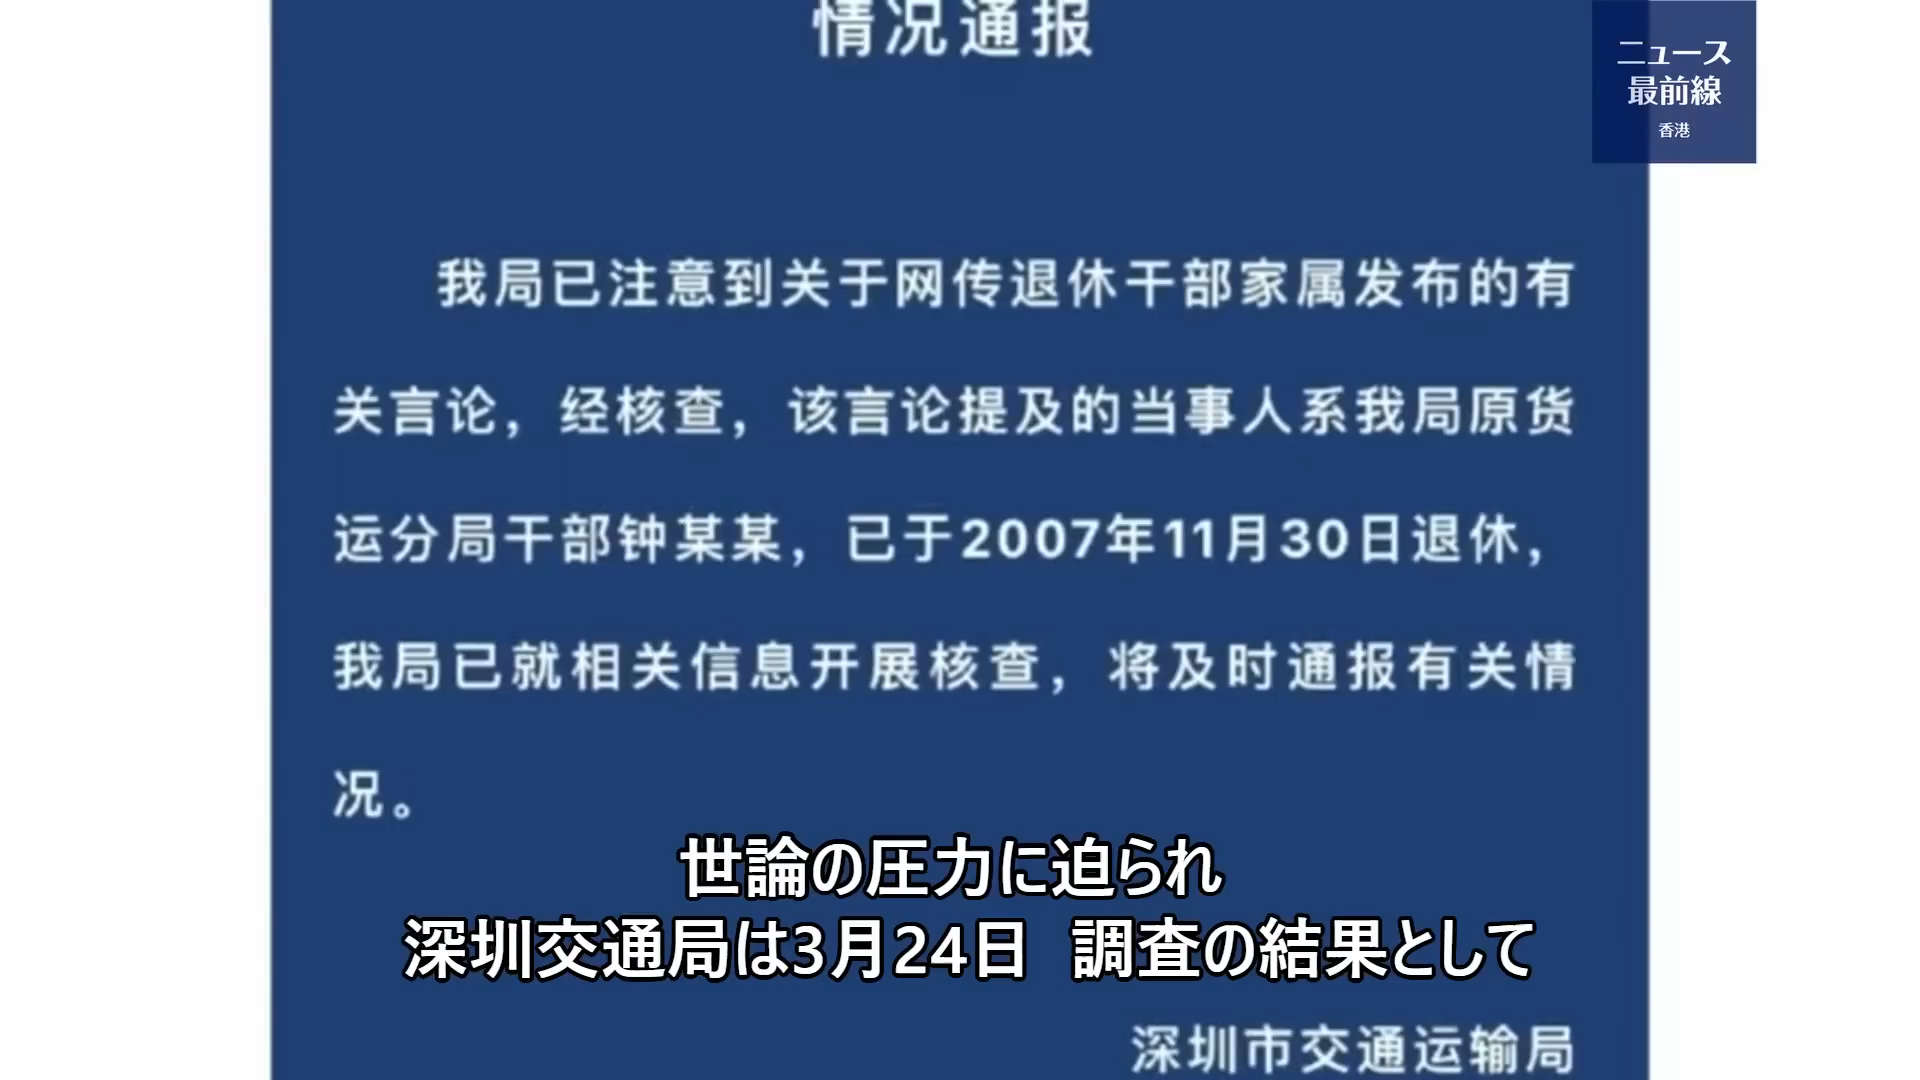 情况通报
ニュース
最前線
香港
我局已注意到关于网传退休干部家属发布的有
关言论，经核查，该言论提及的当事人系我局原货
运分局干部钟某某，已于2007年11月30日退休，
我局已就相关信息开展核查，将及时通报有关情
况。
世論の圧力に迫られ
深圳交通局は3月24日　調査の結果として
深圳市交通运输局